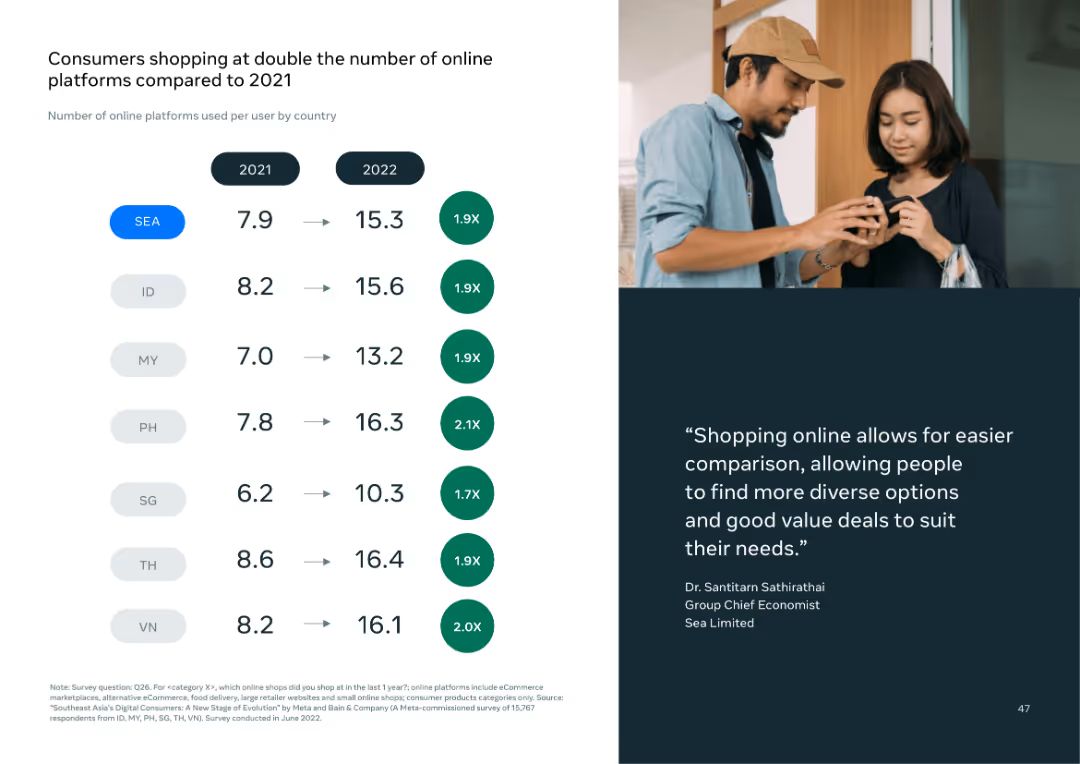 Consumers shopping at double the number of online
platforms compared to 2021
Number of online platforms used per user by country
2021 2022
SEA 7.9 15.3 1.9X
ID 8.2 15.6 1.9X
MY 7.0 13.2 1.9X
PH 7.8 16.3 2.1X
SG 6.2 10.3 1.7X
TH 8.6 16.4 1.9X
VN 8.2 16.1 2.0X
Note: Survey question: Q26. For <category X>, which online shops did you shop at in the last 1 year?; online platforms include eCommerce
marketplaces, alternative eCommerce, food delivery, large retailer websites and small online shops; consumer products categories only. Source:
"Southeast Asia's Digital Consumers: A New Stage of Evolution" by Meta and Bain & Company (A Meta-commissioned survey of 15,767
respondents from ID, MY, PH, SG, TH, VN). Survey conducted in June 2022.
“Shopping online allows for easier
comparison, allowing people
to find more diverse options
and good value deals to suit
their needs.”
Dr. Santitarn Sathirathai
Group Chief Economist
Sea Limited
47